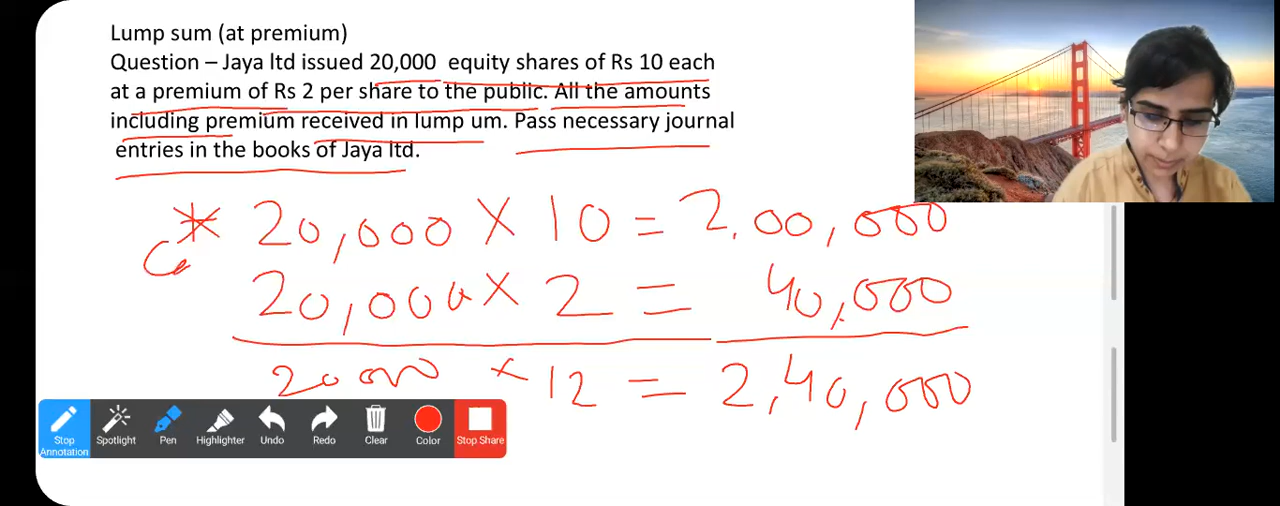 Lump sum (at premium)
Question – Jaya ltd issued 20,000 equity shares of Rs 10 each
at a premium of Rs 2 per share to the public. All the amounts
including premium received in lump um. Pass necessary journal
entries in the books of Jaya ltd.
* 20,000 X 10 = 2,00,000
20,000 X 2 = 40,000
20000 x 12 = 2,40,000
Stop Annotation
Spotlight
Pen
Highlighter
Undo
Redo
Clear
Color
Stop Share